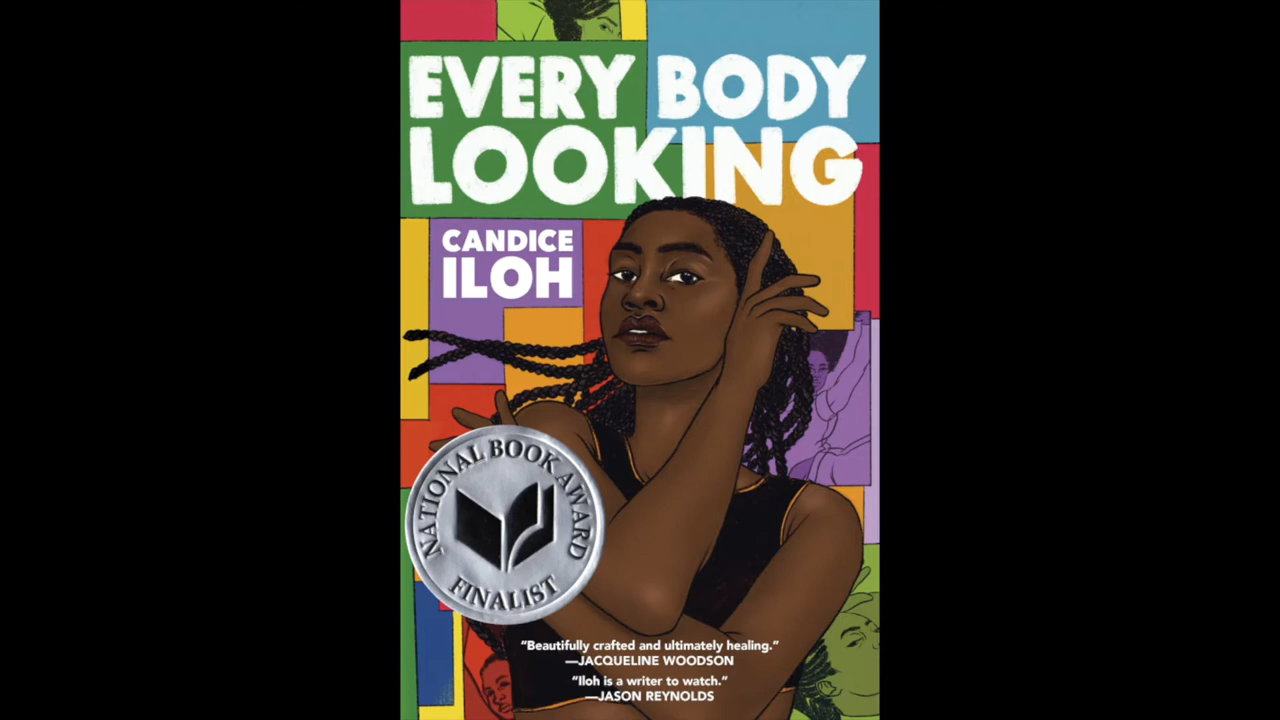 EVERY BODY
LOOKING
CANDICE
ILOH
NATIONAL BOOK AWARD
FINALIST
“Beautifully crafted and ultimately healing.”
—JACQUELINE WOODSON
“Iloh is a writer to watch.”
—JASON REYNOLDS